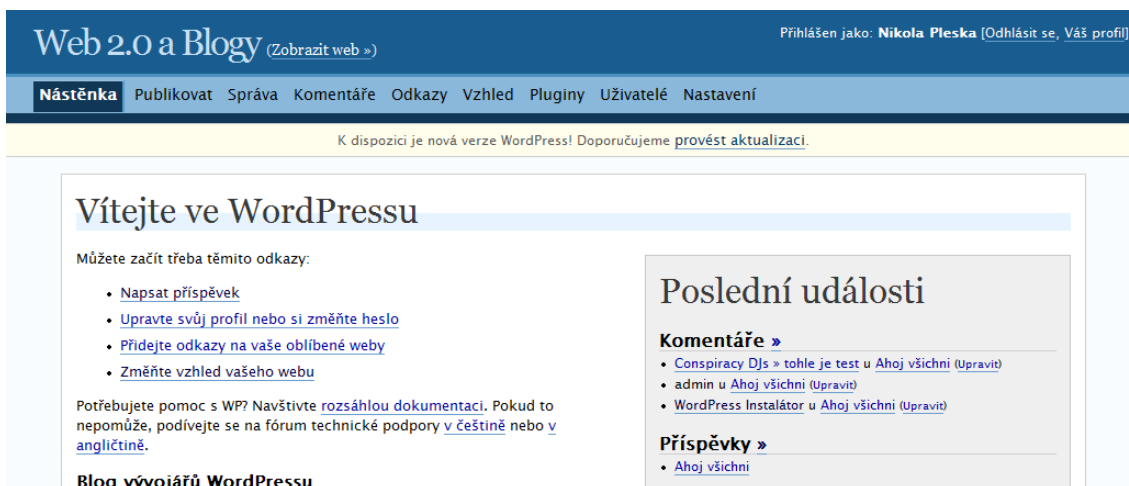 Web 2.0 a Blogy (Zobrazit web »)
Přihlášen jako: Nikola Pleska [Odhlásit se, Váš profil]
Nástěnka Publikovat Správa Komentáře Odkazy Vzhled Pluginy Uživatelé Nastavení
K dispozici je nová verze WordPress! Doporučujeme provést aktualizaci.
Vítejte ve WordPressu
Můžete začít třeba těmito odkazy:
• Napsat příspěvek
• Upravte svůj profil nebo si změňte heslo
• Přidejte odkazy na vaše oblíbené weby
• Změňte vzhled vašeho webu
Potřebujete pomoc s WP? Navštivte rozsáhlou dokumentaci. Pokud to
nepomůže, podívejte se na fórum technické podpory v češtině nebo v
angličtině.
Blog vývojářů WordPressu
Poslední události
Komentáře »
• Conspiracy DJs » tohle je test u Ahoj všichni (Upravit)
• admin u Ahoj všichni (Upravit)
• WordPress Instalátor u Ahoj všichni (Upravit)
Příspěvky »
• Ahoj všichni